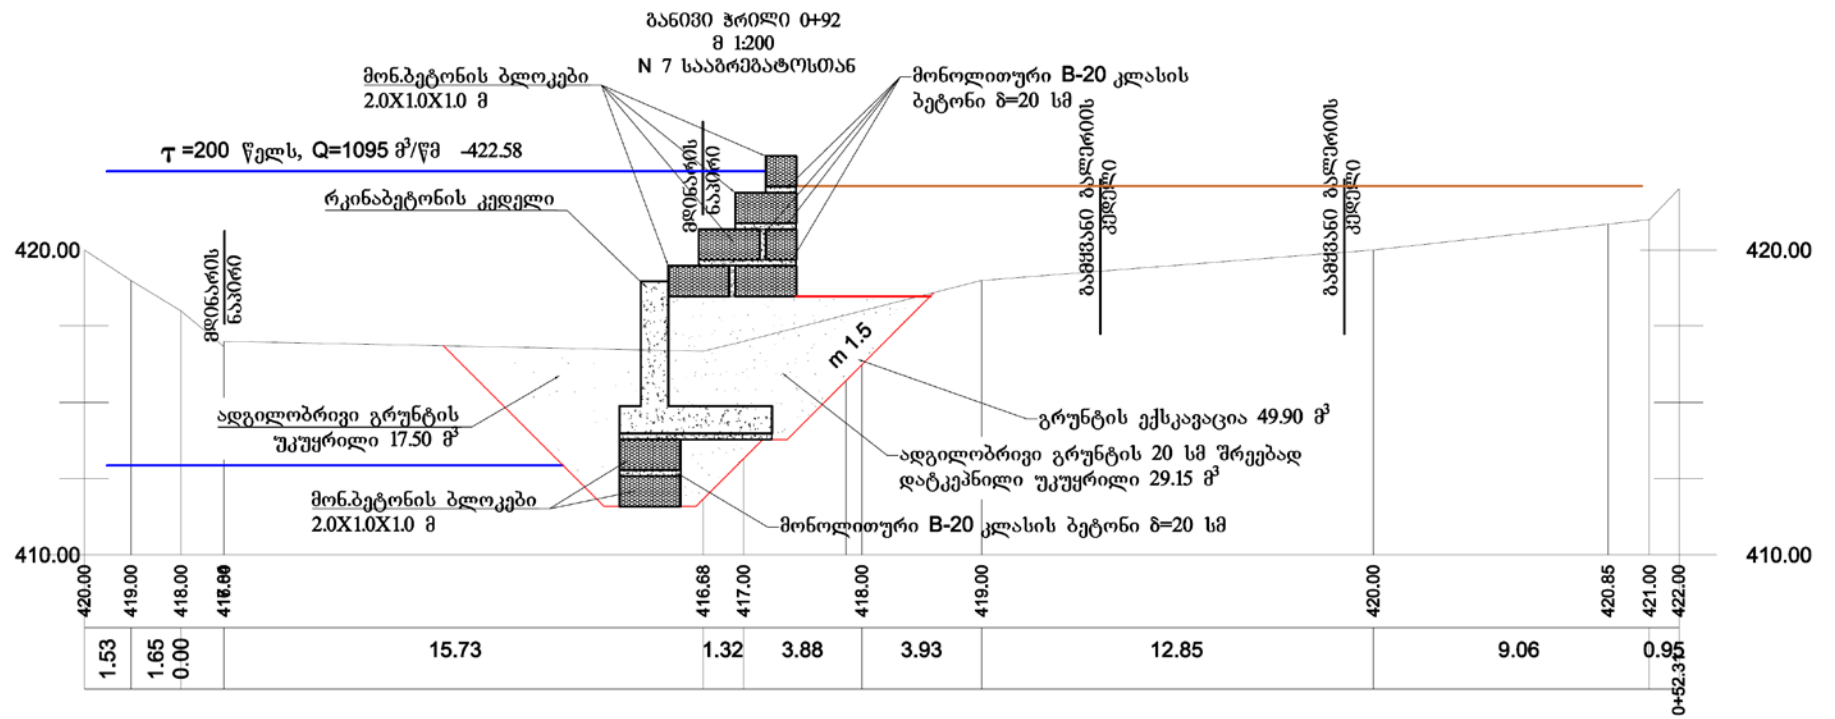 განივი ჭრილი 0+92
მ 1:200
N 7 სააგრეგატოსთან
მონ.ბეტონის ბლოკები
2.0X1.0X1.0 მ
მონოლითური B-20 კლასის
ბეტონი δ=20 სმ
τ =200 წელს, Q=1095 მ³/წმ -422.58
რკინაბეტონის კედელი
მდინარის
ნაპირი
მდინარის
ნაპირი
გამყვანი გალერიის
კედელი
გამყვანი გალერიის
კედელი
420.00
420.00
m 1.5
ადგილობრივი გრუნტის
უკუყრილი 17.50 მ³
გრუნტის ექსკავაცია 49.90 მ³
ადგილობრივი გრუნტის 20 სმ შრეებად
დატკეპნილი უკუყრილი 29.15 მ³
მონ.ბეტონის ბლოკები
2.0X1.0X1.0 მ
მონოლითური B-20 კლასის ბეტონი δ=20 სმ
410.00
410.00
420.00
419.00
418.00
416.68
417.00
418.00
419.00
420.00
420.85
421.00
422.00
1.53
1.65
0.00
15.73
1.32
3.88
3.93
12.85
9.06
0.95
0+52.31